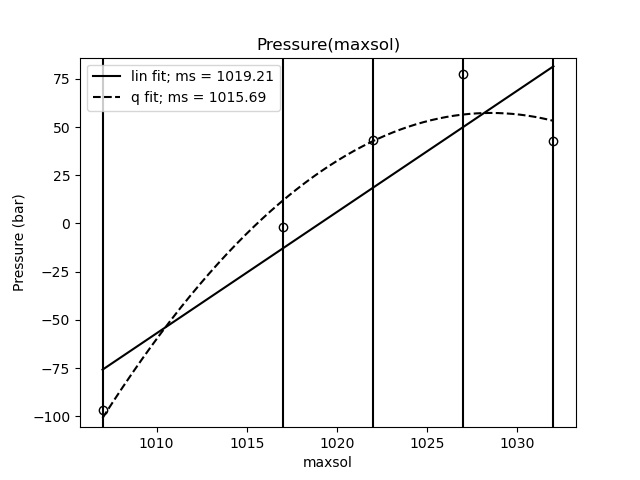 Pressure(maxsol)
lin fit; ms = 1019.21
q fit; ms = 1015.69
75
50
25
0
−25
−50
−75
−100
Pressure (bar)
1010 1015 1020 1025 1030
maxsol